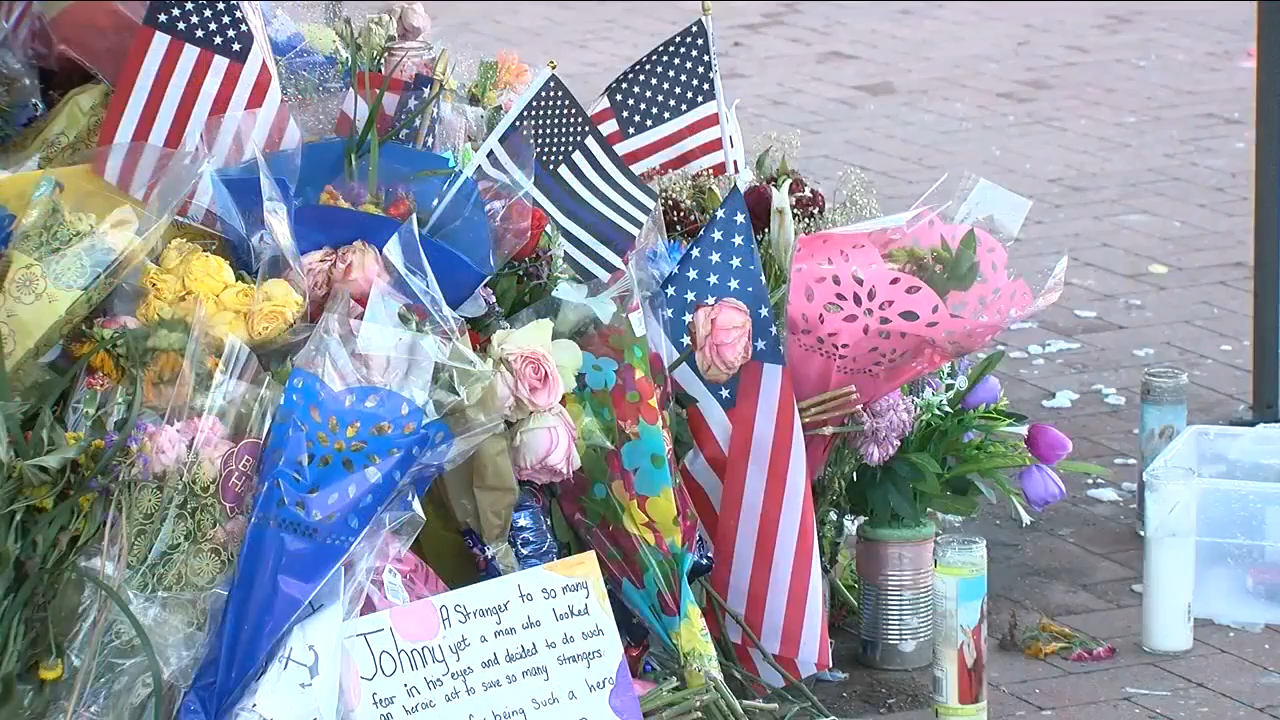 A Stranger to so many
Johnny yet a man who looked
fear in his eyes and decided to do such
an heroic act to save so many strangers.
for being such a hero